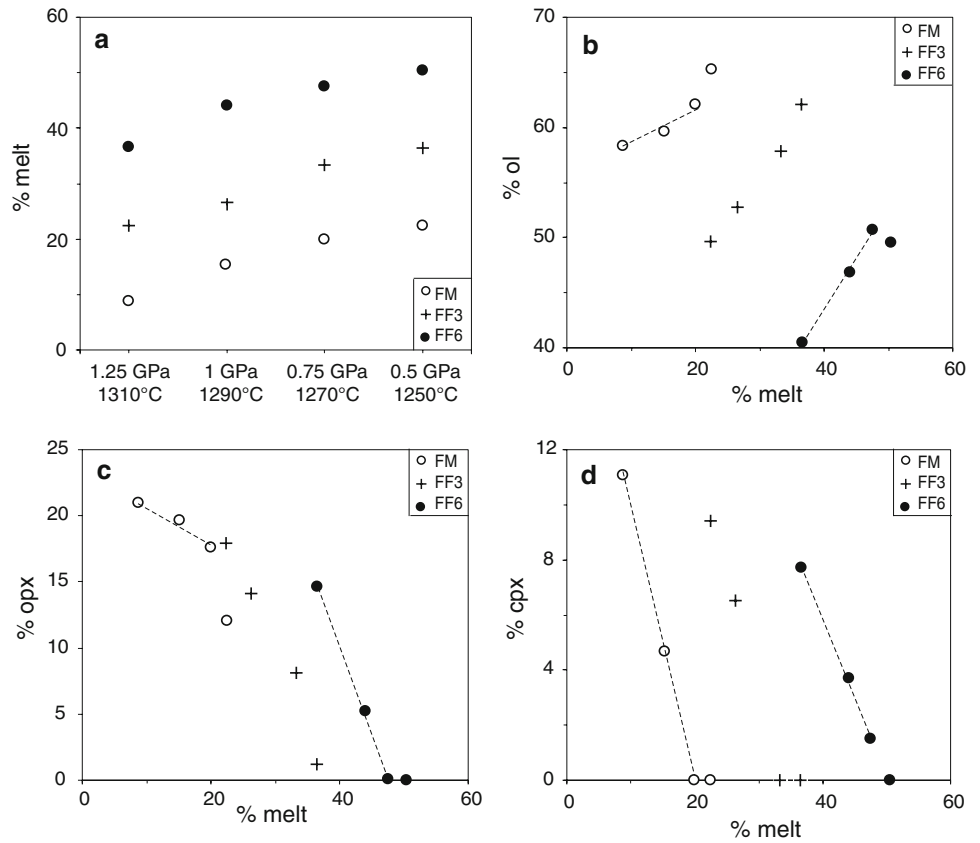 a
60
40
20
0
% melt
FM
FF3
FF6
1.25 GPa 1 GPa 0.75 GPa 0.5 GPa
1310°C 1290°C 1270°C 1250°C
b
70
60
50
40
% ol
FM
FF3
FF6
0 20 40 60
% melt
c
25
20
15
10
5
0
% opx
FM
FF3
FF6
0 20 40 60
% melt
d
12
8
4
0
% cpx
FM
FF3
FF6
0 20 40 60
% melt